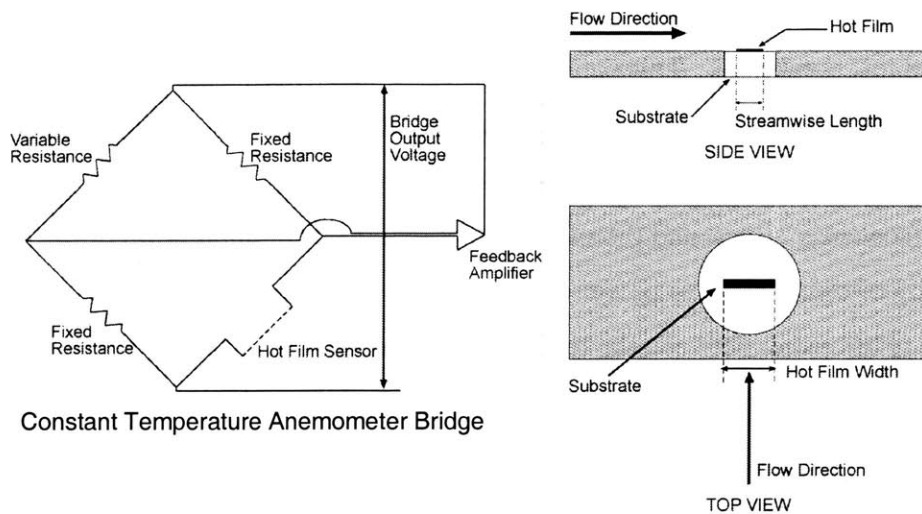 Variable
Resistance
Fixed
Resistance
Bridge
Output
Voltage
Feedback
Amplifier
Fixed
Resistance
Hot Film Sensor
Constant Temperature Anemometer Bridge
Flow Direction
Hot Film
Substrate
Streamwise Length
SIDE VIEW
Substrate
Hot Film Width
Flow Direction
TOP VIEW